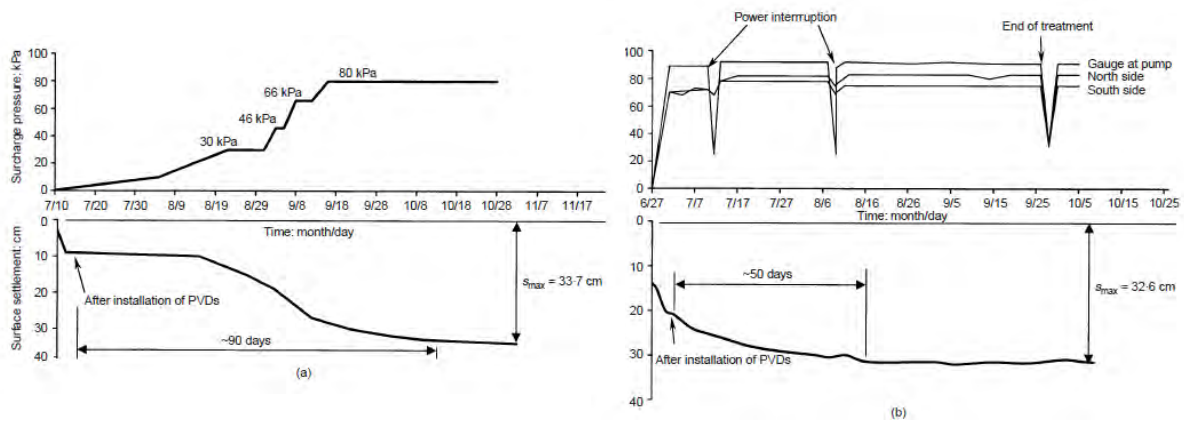 Surcharge pressure: kPa
100
80
60
40
20
0
80 kPa
66 kPa
46 kPa
30 kPa
7/10 7/20 7/30 8/9 8/19 8/29 9/8 9/18 9/28 10/8 10/18 10/28 11/7 11/17
Time: month/day
Surface settlement: cm
0
10
20
30
40
After installation of PVDs
~90 days
smax = 33·7 cm
(a)
Power interrruption
End of treatment
100
80
60
40
20
0
Gauge at pump
North side
South side
6/27 7/7 7/17 7/27 8/6 8/16 8/26 9/5 9/15 9/25 10/5 10/15 10/25
Time: month/day
0
10
20
30
40
~50 days
After installation of PVDs
smax = 32·6 cm
(b)